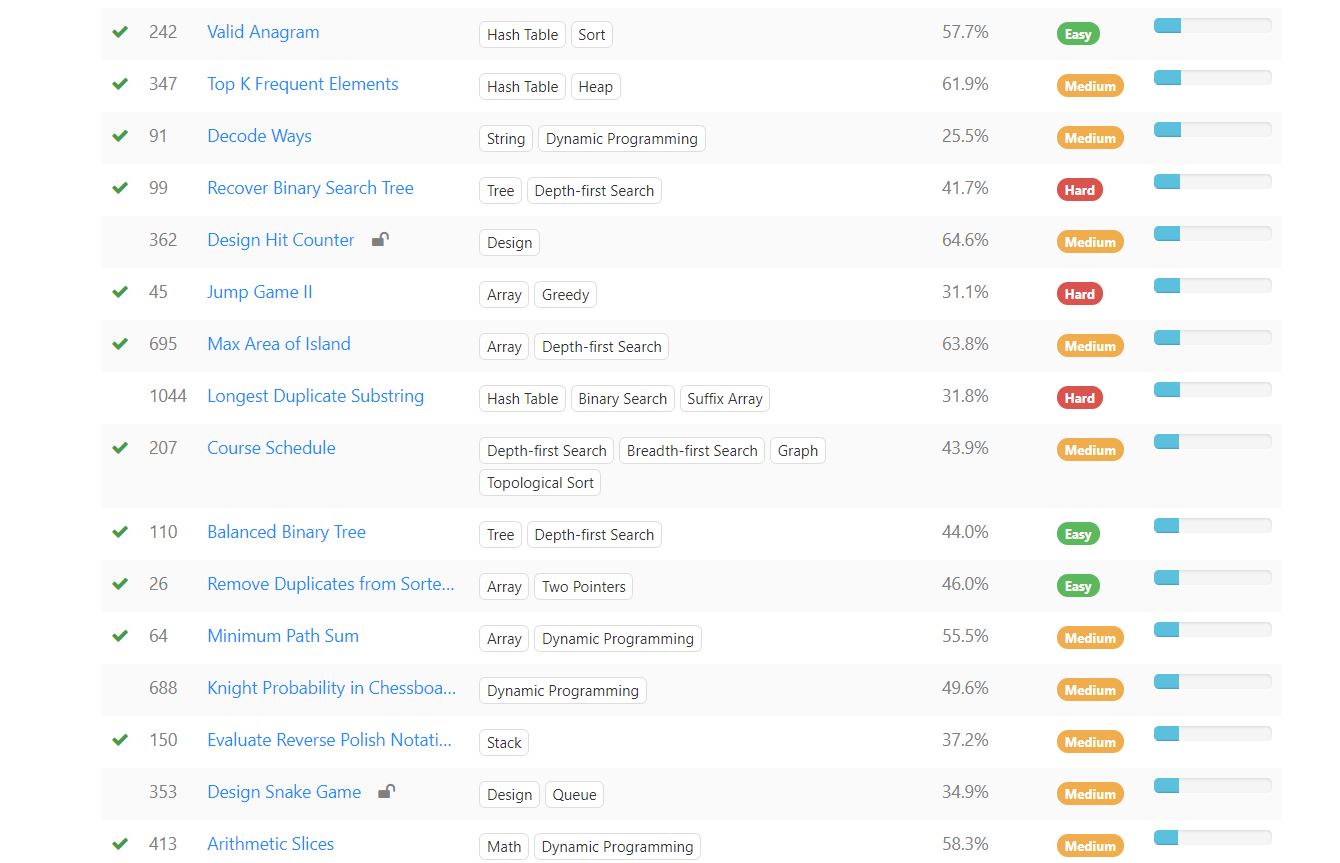 242 Valid Anagram Hash Table Sort 57.7% Easy
347 Top K Frequent Elements Hash Table Heap 61.9% Medium
91 Decode Ways String Dynamic Programming 25.5% Medium
99 Recover Binary Search Tree Tree Depth-first Search 41.7% Hard
362 Design Hit Counter Design 64.6% Medium
45 Jump Game II Array Greedy 31.1% Hard
695 Max Area of Island Array Depth-first Search 63.8% Medium
1044 Longest Duplicate Substring Hash Table Binary Search Suffix Array 31.8% Hard
207 Course Schedule Depth-first Search Breadth-first Search Graph 43.9% Medium
Topological Sort
110 Balanced Binary Tree Tree Depth-first Search 44.0% Easy
26 Remove Duplicates from Sorte... Array Two Pointers 46.0% Easy
64 Minimum Path Sum Array Dynamic Programming 55.5% Medium
688 Knight Probability in Chessboa... Dynamic Programming 49.6% Medium
150 Evaluate Reverse Polish Notati... Stack 37.2% Medium
353 Design Snake Game Design Queue 34.9% Medium
413 Arithmetic Slices Math Dynamic Programming 58.3% Medium